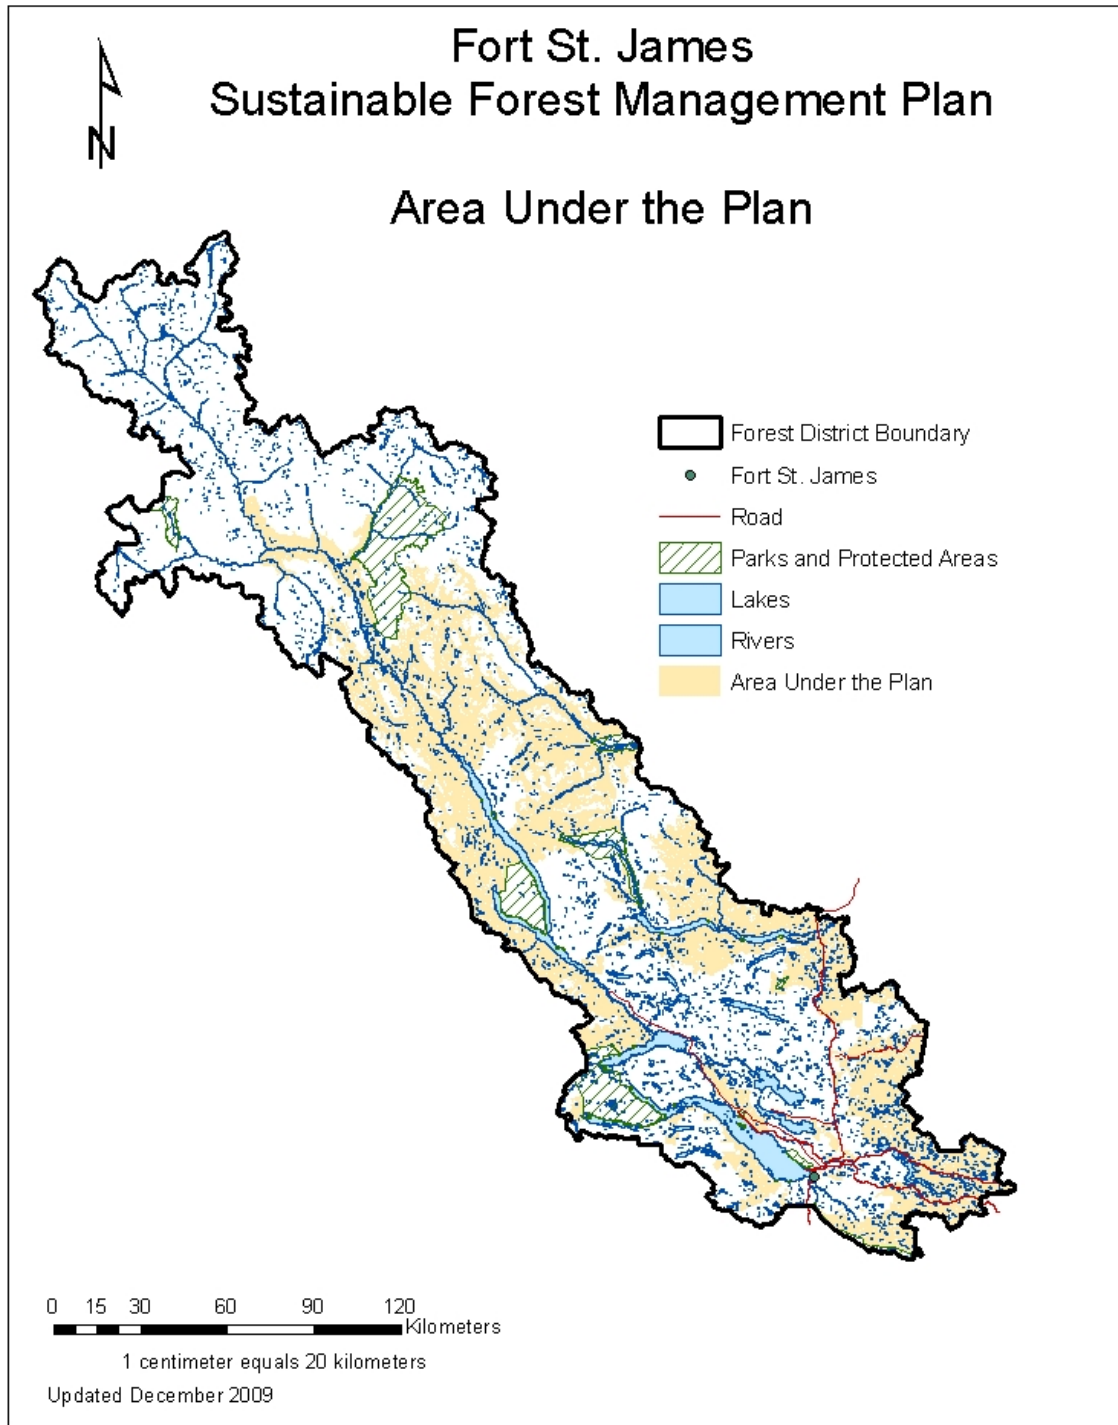 Fort St. James
Sustainable Forest Management Plan
Area Under the Plan
N
Forest District Boundary
Fort St. James
Road
Parks and Protected Areas
Lakes
Rivers
Area Under the Plan
0 15 30 60 90 120
Kilometers
1 centimeter equals 20 kilometers
Updated December 2009